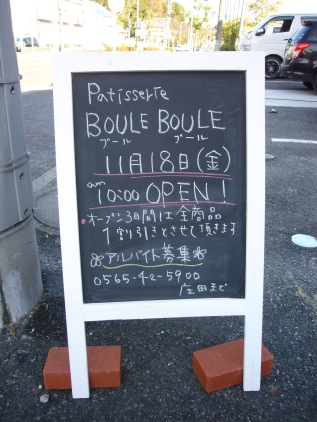 Patisserie
BOULE BOULE
ブール ブール
11月18日(金)
am
10:00 OPEN!
オープン3日間は全商品
1割引きとさせて頂きます
アルバイト募集
0565-42-5900
庄田まで